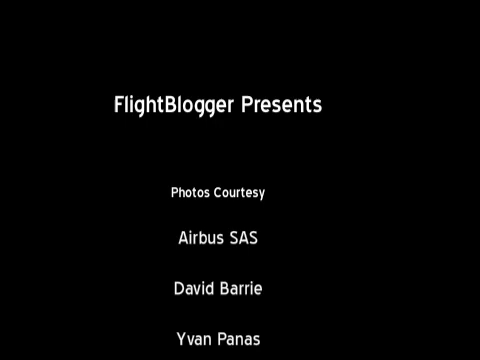 FlightBlogger Presents
Photos Courtesy
Airbus SAS
David Barrie
Yvan Panas